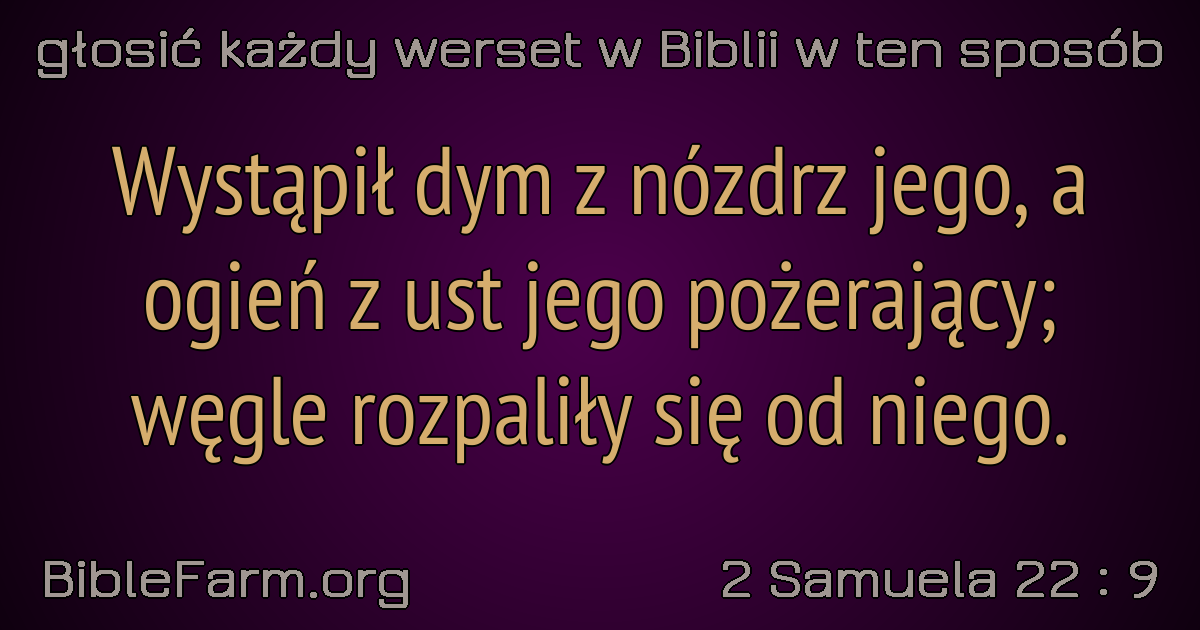 głosić każdy werset w Biblii w ten sposób
Wystąpił dym z nózdrz jego, a
ogień z ust jego pożerający;
węgle rozpaliły się od niego.
BibleFarm.org
2 Samuela 22 : 9